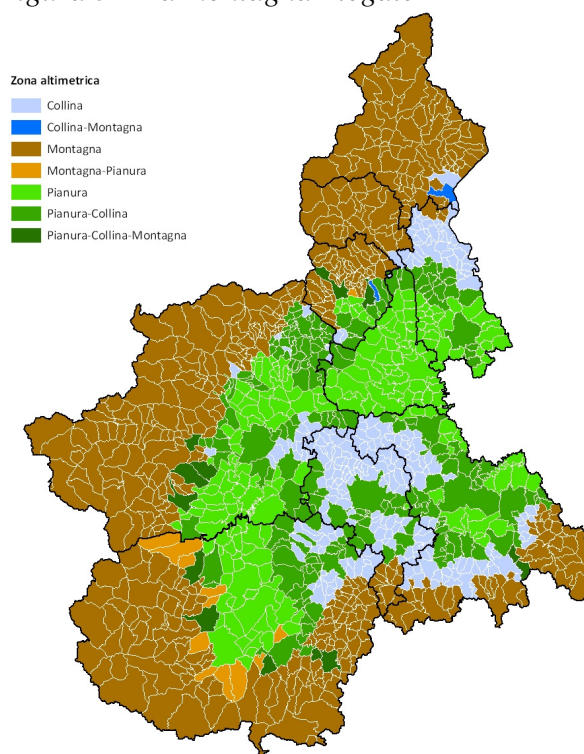 Zona altimetrica
Collina
Collina-Montagna
Montagna
Montagna-Pianura
Pianura
Pianura-Collina
Pianura-Collina-Montagna